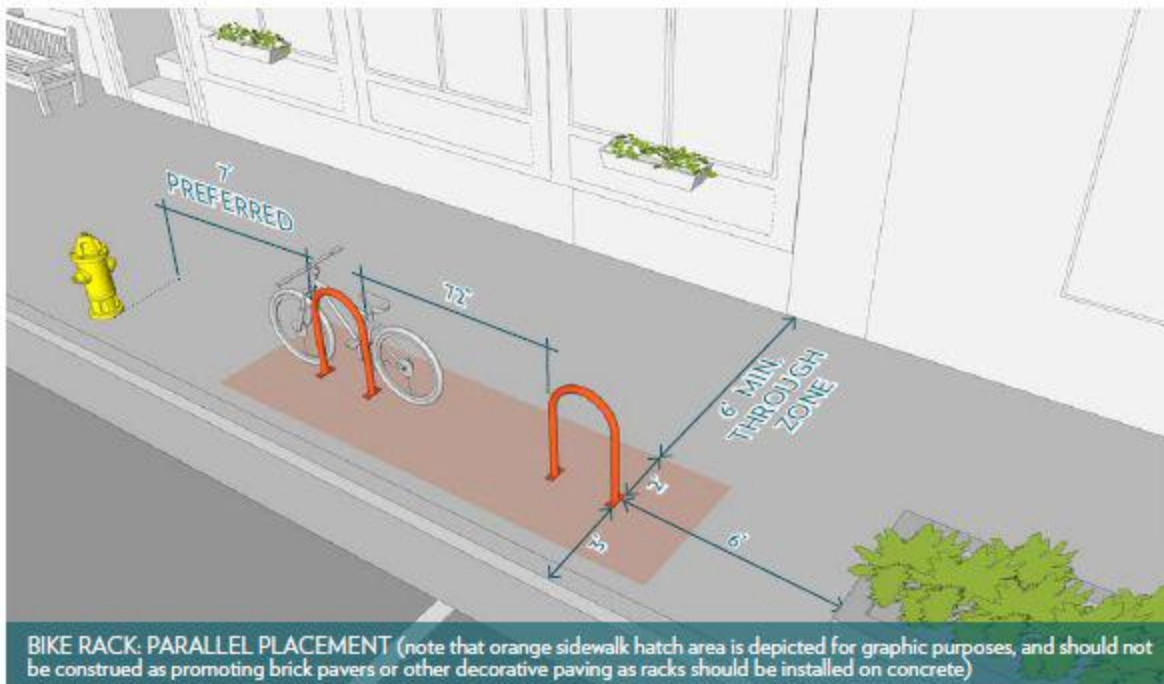 7'
PREFERRED
72"
6' MIN.
THROUGH
ZONE
2'
3'
6'
BIKE RACK: PARALLEL PLACEMENT (note that orange sidewalk hatch area is depicted for graphic purposes, and should not
be construed as promoting brick pavers or other decorative paving as racks should be installed on concrete)